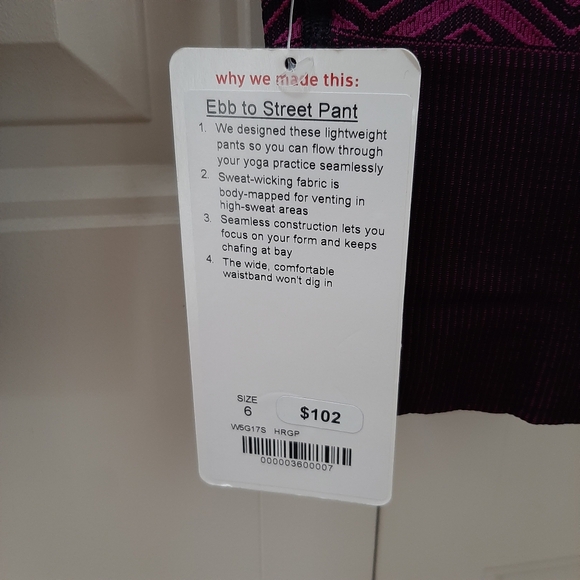 why we made this:
Ebb to Street Pant
1. We designed these lightweight
pants so you can flow through
your yoga practice seamlessly
2. Sweat-wicking fabric is
body-mapped for venting in
high-sweat areas
3. Seamless construction lets you
focus on your form and keeps
chafing at bay
4. The wide, comfortable
waistband won't dig in
SIZE
6
$102
W5G17S HRGP
000003600007